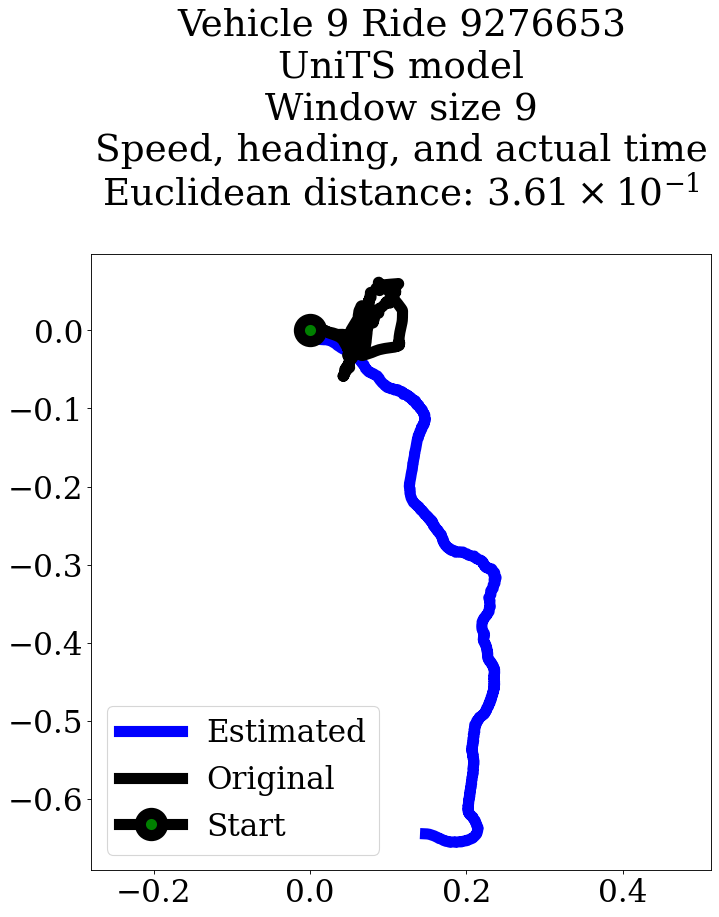 Vehicle 9 Ride 9276653
UniTS model
Window size 9
Speed, heading, and actual time
Euclidean distance: 3.61 × 10⁻¹
0.0
−0.1
−0.2
−0.3
−0.4
−0.5
−0.6
Estimated
Original
Start
−0.2 0.0 0.2 0.4